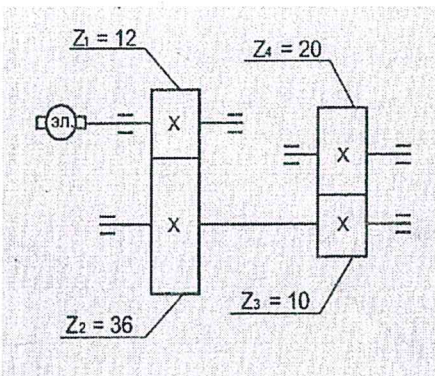 Z₁ = 12
Z₄ = 20
эл.
X
X
X
X
Z₂ = 36
Z₃ = 10